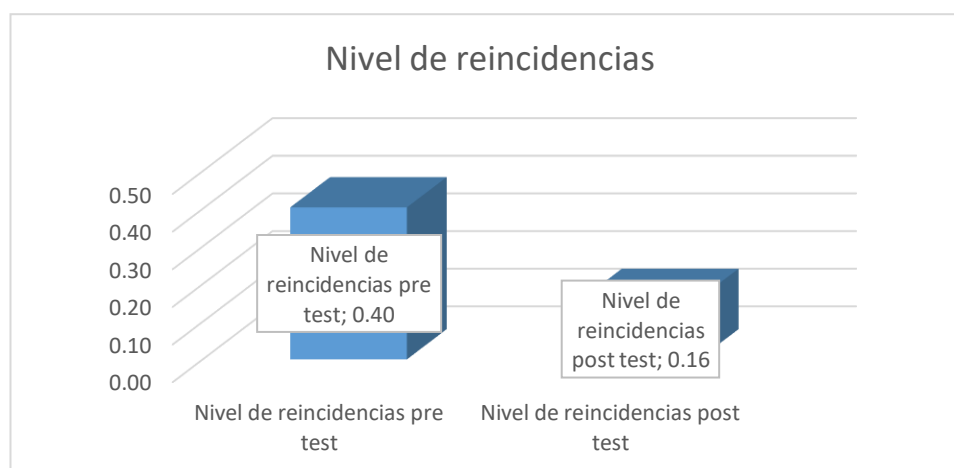 Nivel de reincidencias
0.50
0.40
0.30
0.20
0.10
0.00
Nivel de
reincidencias pre
test; 0.40
Nivel de
reincidencias
post test; 0.16
Nivel de reincidencias pre
test
Nivel de reincidencias post
test